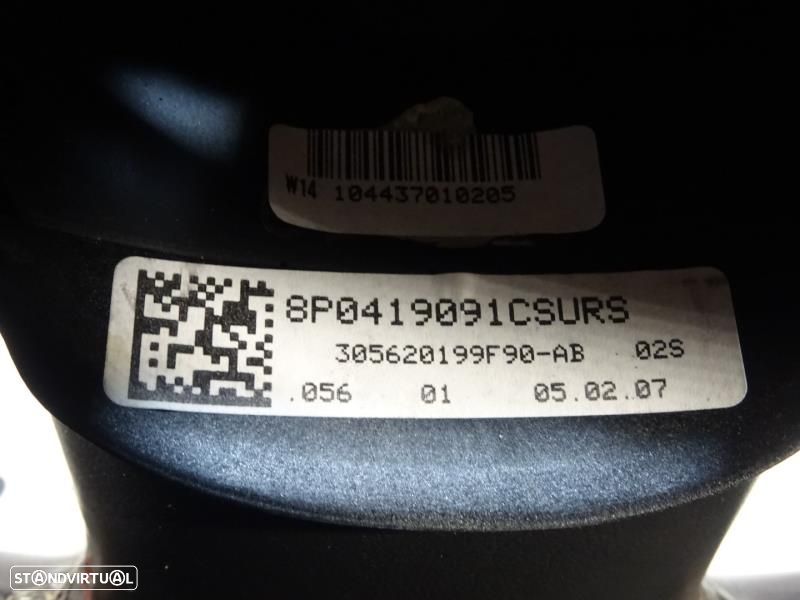 W14 104437010205
8P0419091CSURS
305620199F90-AB 02S
.056 01 05.02.07
STANDVIRTUAL